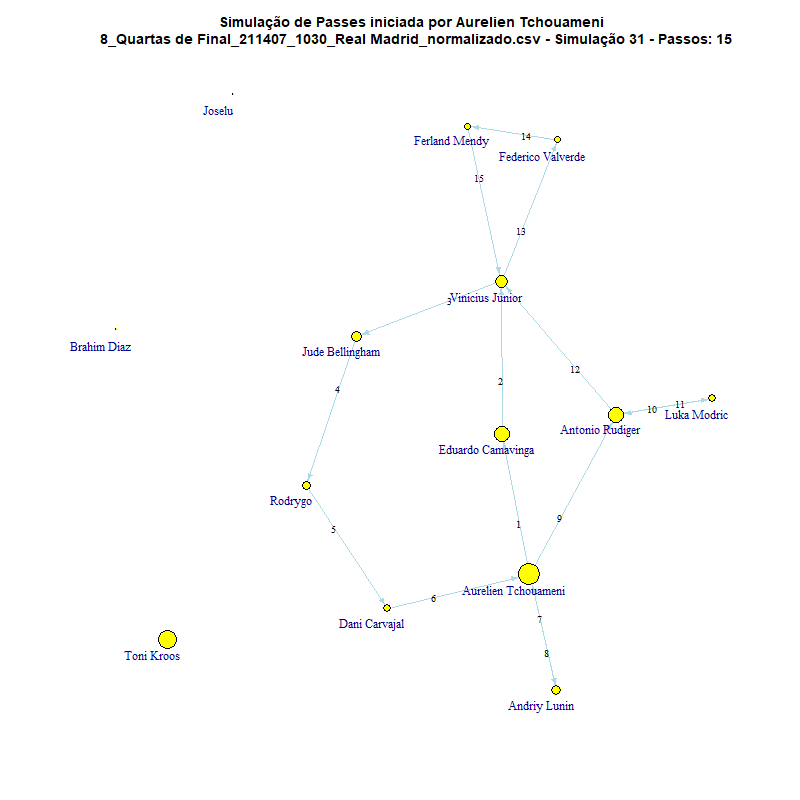 Simulação de Passes iniciada por Aurelien Tchouameni
8_Quartas de Final_211407_1030_Real Madrid_normalizado.csv - Simulação 31 - Passos: 15
Joselu
14
Ferland Mendy
Federico Valverde
15
13
Vinicius Junior
3
Brahim Diaz
Jude Bellingham
12
2
4
10
11
Luka Modric
Antonio Rudiger
Eduardo Camavinga
Rodrygo
9
1
5
Aurelien Tchouameni
6
7
Dani Carvajal
8
Toni Kroos
Andriy Lunin